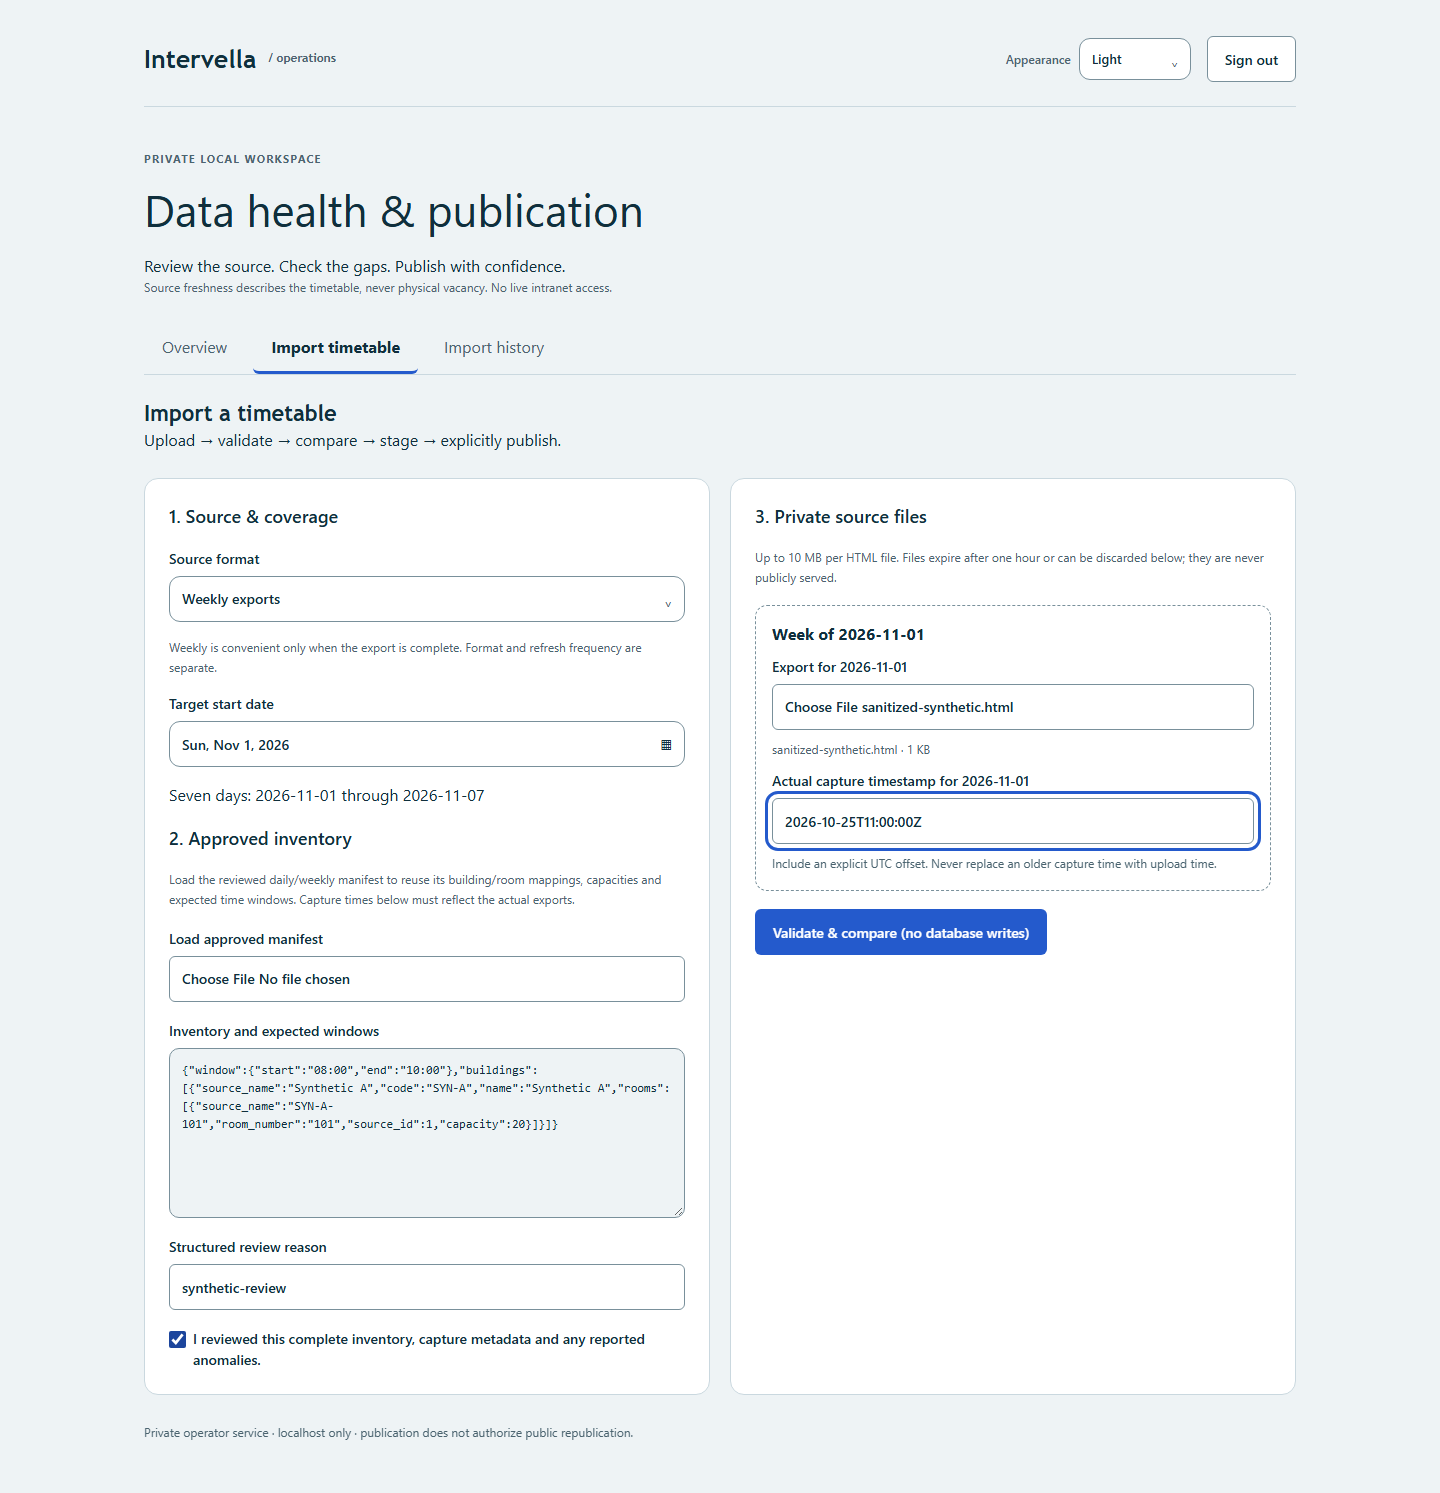 Intervella / operations
Appearance Light Sign out
PRIVATE LOCAL WORKSPACE
Data health & publication
Review the source. Check the gaps. Publish with confidence.
Source freshness describes the timetable, never physical vacancy. No live intranet access.
Overview Import timetable Import history
Import a timetable
Upload → validate → compare → stage → explicitly publish.
1. Source & coverage
Source format
Weekly exports
Weekly is convenient only when the export is complete. Format and refresh frequency are
separate.
Target start date
Sun, Nov 1, 2026
Seven days: 2026-11-01 through 2026-11-07
2. Approved inventory
Load the reviewed daily/weekly manifest to reuse its building/room mappings, capacities and
expected time windows. Capture times below must reflect the actual exports.
Load approved manifest
Choose File No file chosen
Inventory and expected windows
{"window":{"start":"08:00","end":"10:00"},"buildings":
[{"source_name":"Synthetic A","code":"SYN-A","name":"Synthetic A","rooms":
[{"source_name":"SYN-A-
101","room_number":"101","source_id":1,"capacity":20}]}]}
Structured review reason
synthetic-review
I reviewed this complete inventory, capture metadata and any reported
anomalies.
3. Private source files
Up to 10 MB per HTML file. Files expire after one hour or can be discarded below; they are never
publicly served.
Week of 2026-11-01
Export for 2026-11-01
Choose File sanitized-synthetic.html
sanitized-synthetic.html · 1 KB
Actual capture timestamp for 2026-11-01
2026-10-25T11:00:00Z
Include an explicit UTC offset. Never replace an older capture time with upload time.
Validate & compare (no database writes)
Private operator service · localhost only · publication does not authorize public republication.